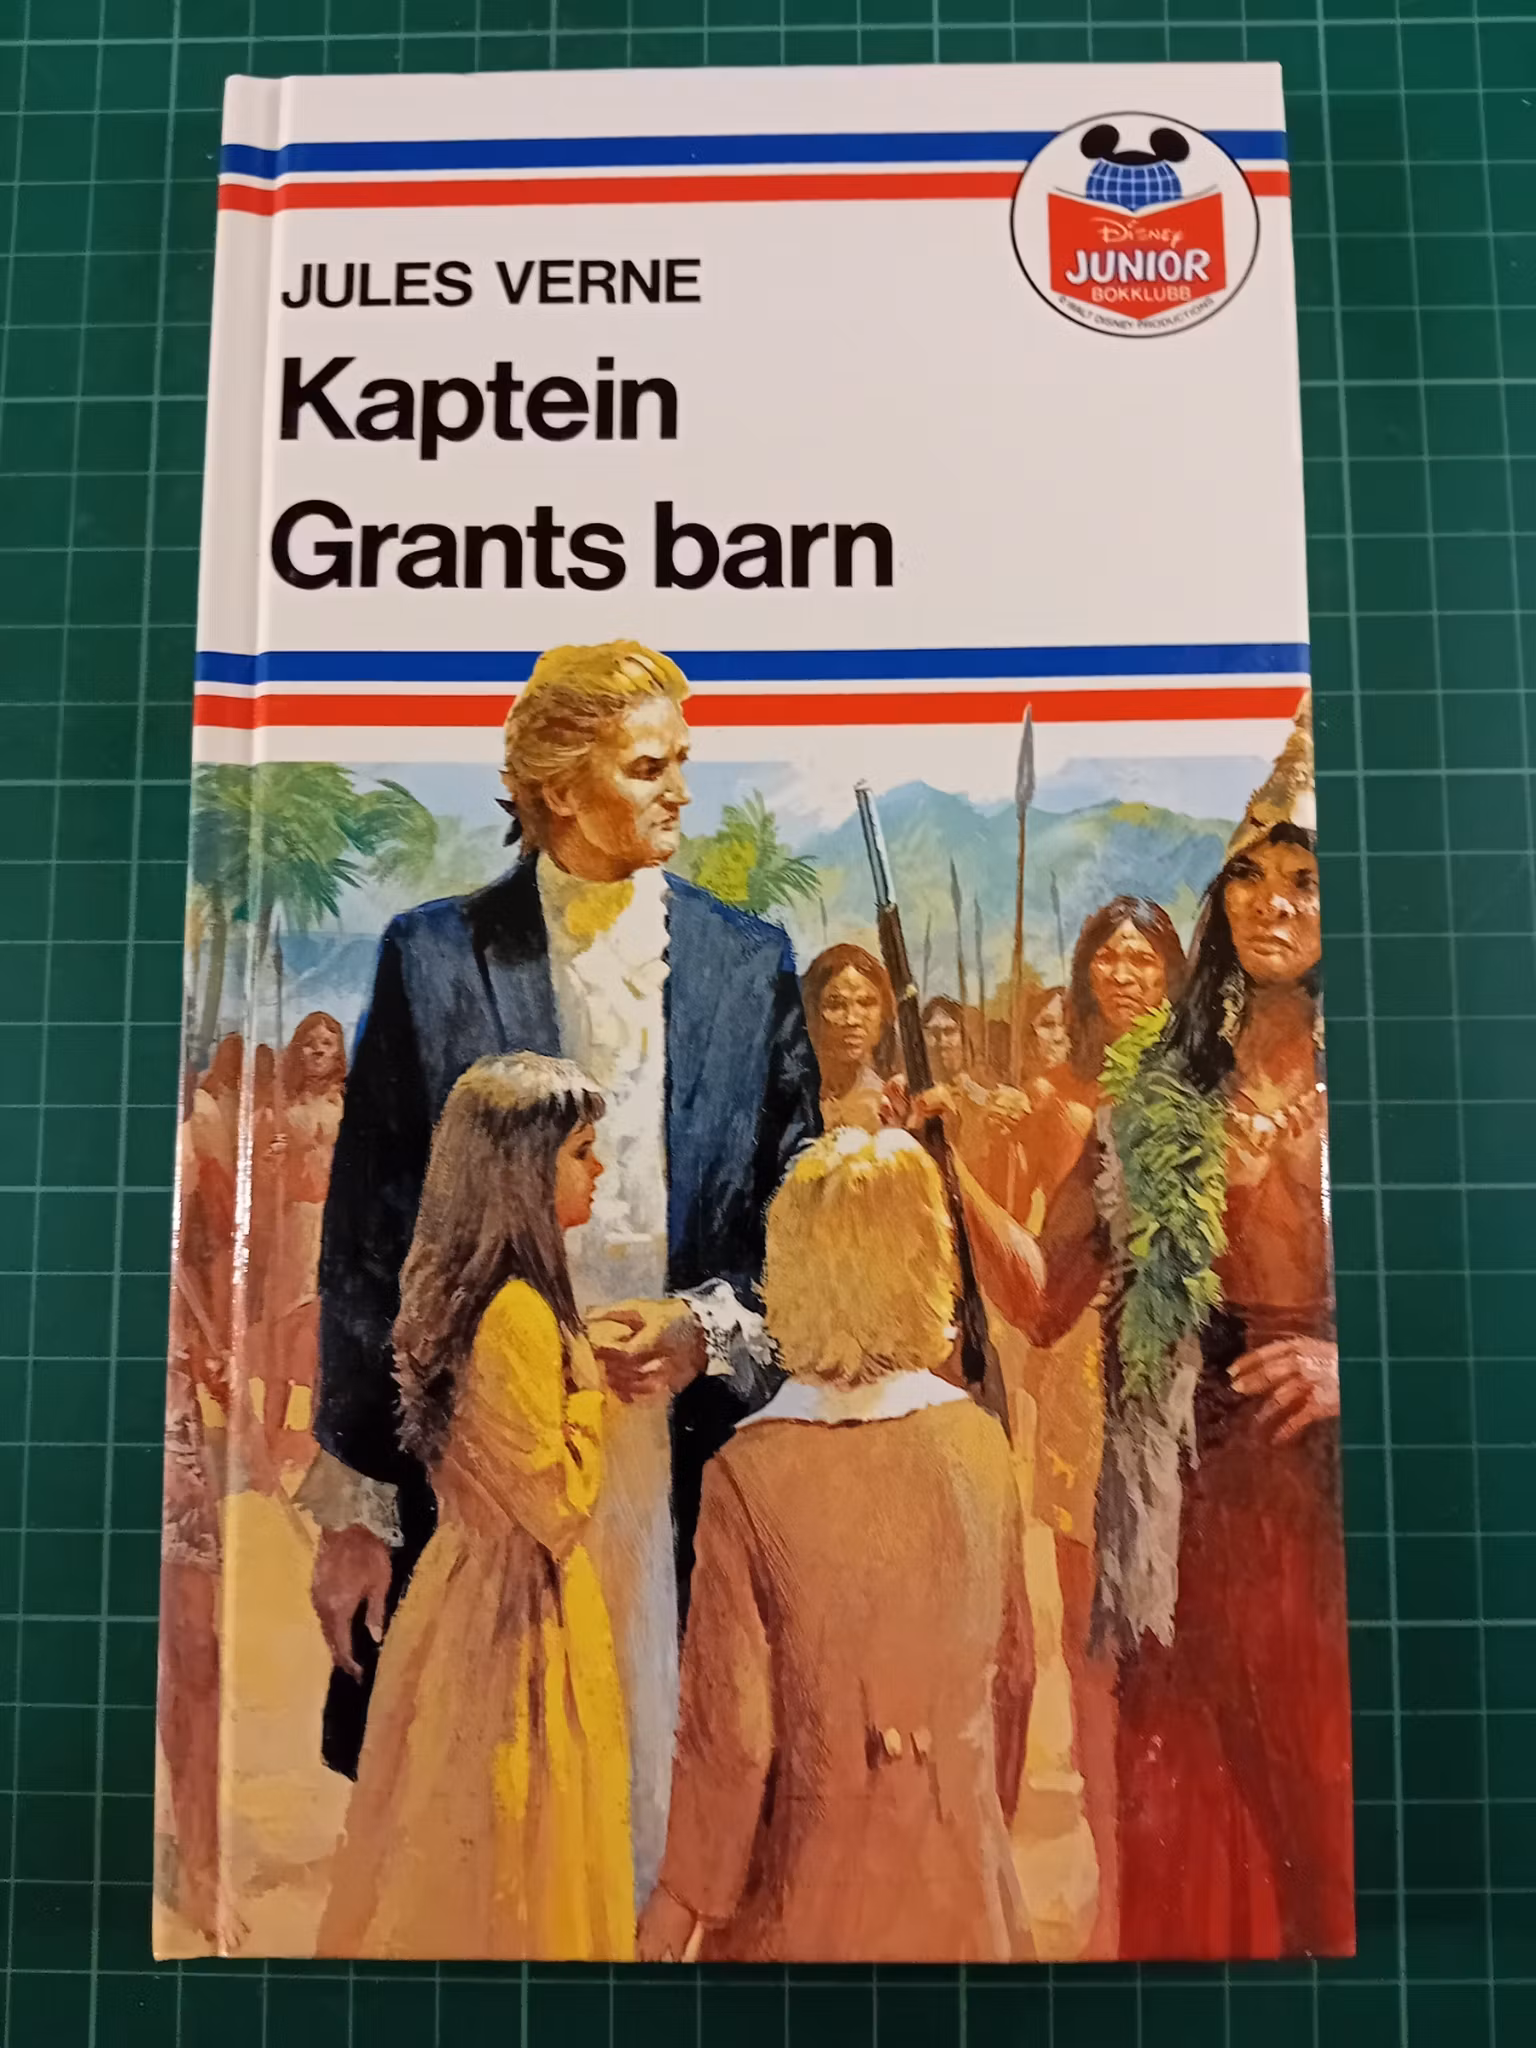 JULES VERNE
Kaptein
Grants barn
Disney
JUNIOR
BOKKLUBB
© WALT DISNEY PRODUCTIONS